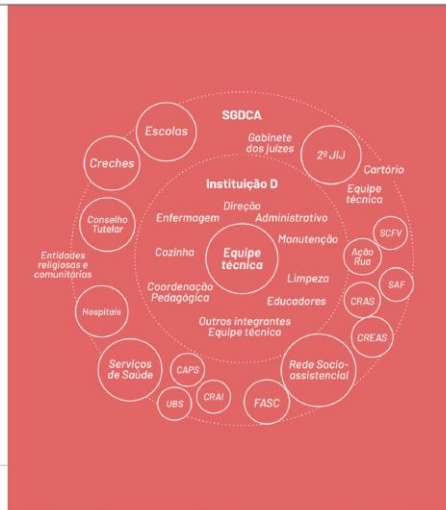 SGDCA
Escolas
Gabinete
dos juízes
2º JIJ
Creches
Cartório
Equipe
técnica
Instituição D
Direção
Enfermagem
Administrativo
Conselho
Tutelar
Manutenção
SCFV
Cozinha
Equipe
técnica
Ação
Rua
Entidades
religiosas e
comunitárias
SAF
Limpeza
Coordenação
Pedagógica
Educadores
CRAS
Hospitais
Outros integrantes
Equipe técnica
CREAS
Serviços
de Saúde
CAPS
Rede Socio-
assistencial
UBS
CRAI
FASC